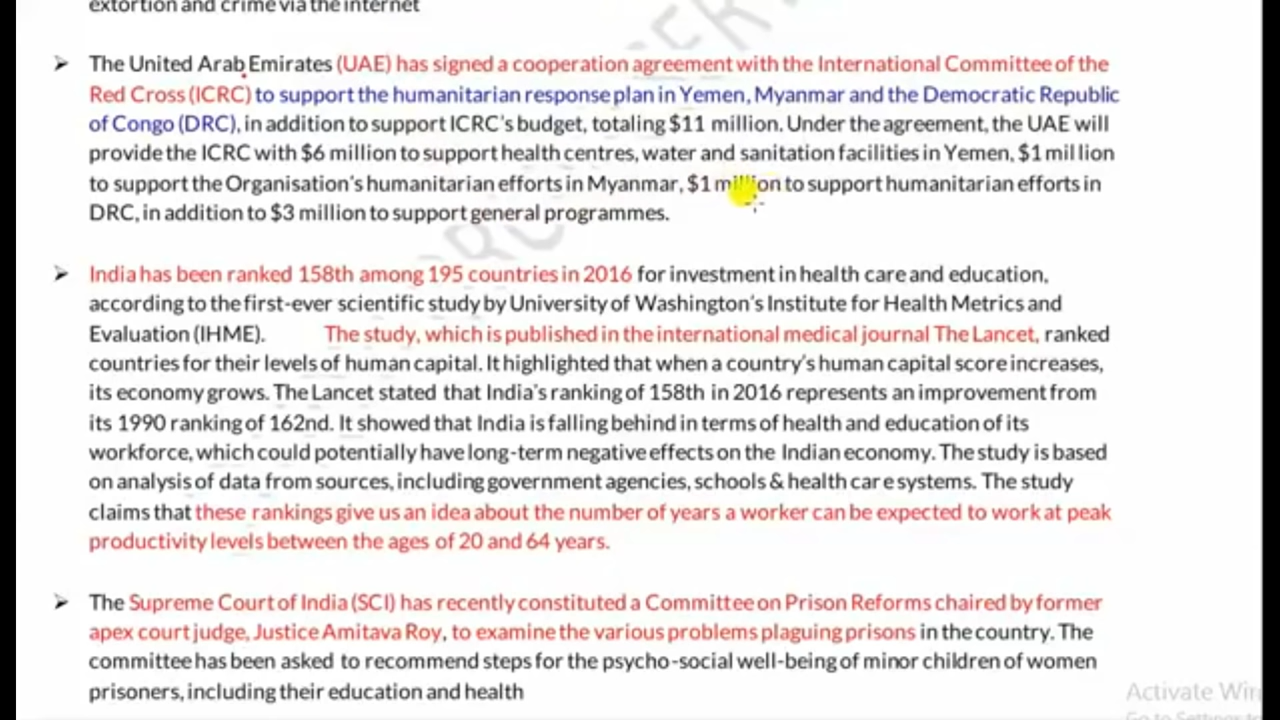 extortion and crime via the internet
➤ The United Arab Emirates (UAE) has signed a cooperation agreement with the International Committee of the
Red Cross (ICRC) to support the humanitarian response plan in Yemen, Myanmar and the Democratic Republic
of Congo (DRC), in addition to support ICRC's budget, totaling $11 million. Under the agreement, the UAE will
provide the ICRC with $6 million to support health centres, water and sanitation facilities in Yemen, $1 million
to support the Organisation's humanitarian efforts in Myanmar, $1 million to support humanitarian efforts in
DRC, in addition to $3 million to support general programmes.
➤ India has been ranked 158th among 195 countries in 2016 for investment in health care and education,
according to the first-ever scientific study by University of Washington's Institute for Health Metrics and
Evaluation (IHME). The study, which is published in the international medical journal The Lancet, ranked
countries for their levels of human capital. It highlighted that when a country's human capital score increases,
its economy grows. The Lancet stated that India's ranking of 158th in 2016 represents an improvement from
its 1990 ranking of 162nd. It showed that India is falling behind in terms of health and education of its
workforce, which could potentially have long-term negative effects on the Indian economy. The study is based
on analysis of data from sources, including government agencies, schools & health care systems. The study
claims that these rankings give us an idea about the number of years a worker can be expected to work at peak
productivity levels between the ages of 20 and 64 years.
➤ The Supreme Court of India (SCI) has recently constituted a Committee on Prison Reforms chaired by former
apex court judge, Justice Amitava Roy, to examine the various problems plaguing prisons in the country. The
committee has been asked to recommend steps for the psycho-social well-being of minor children of women
prisoners, including their education and health
Activate Win